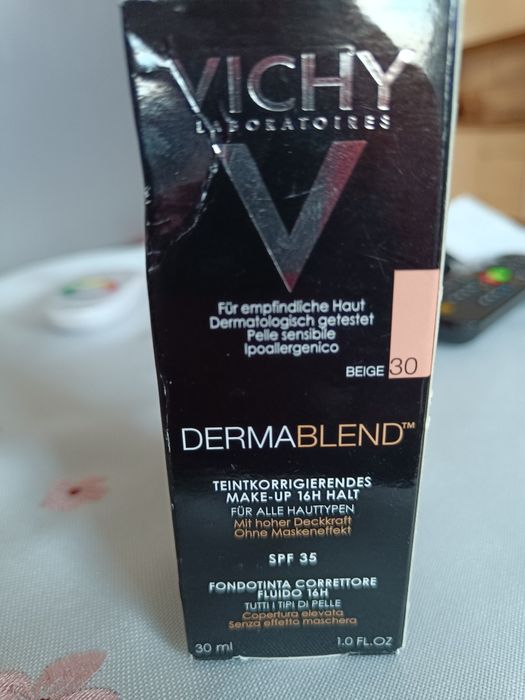 VICHY
LABORATOIRES
V
Für empfindliche Haut
Dermatologisch getestet
Pelle sensibile
Ipoallergenico
BEIGE 30
DERMABLEND™
TEINTKORRIGIERENDES
MAKE-UP 16H HALT
FÜR ALLE HAUTTYPEN
Mit hoher Deckkraft
Ohne Maskeneffekt
SPF 35
FONDOTINTA CORRETTORE
FLUIDO 16H
TUTTI I TIPI DI PELLE
Copertura elevata
Senza effetto maschera
30 ml 1.0 FL.OZ